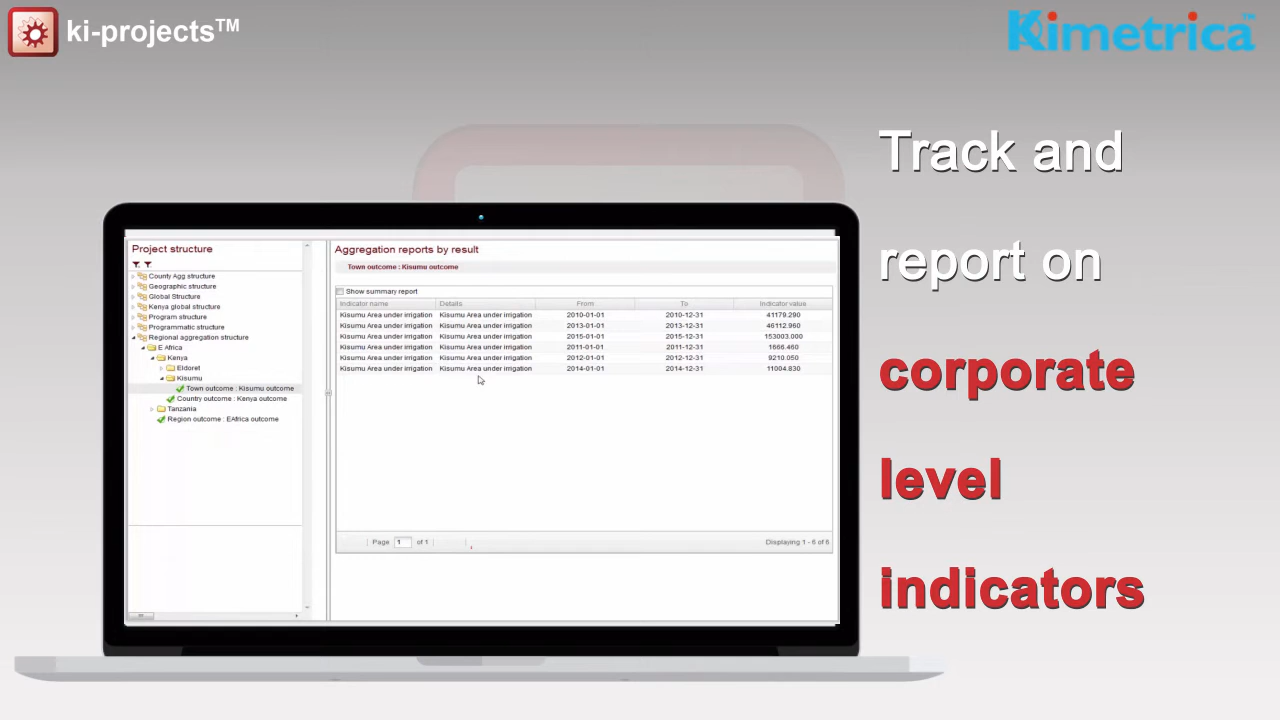 ki-projects™
Kimetrica™
Track and
report on
corporate
level
indicators
Project structure
County Agg structure
Geographic structure
Global Structure
Kenya global structure
Program structure
Programmatic structure
Regional aggregation structure
E Africa
Kenya
Eldoret
Kisumu
Town outcome : Kisumu outcome
Country outcome : Kenya outcome
Tanzania
Region outcome : EAfrica outcome
Aggregation reports by result
Town outcome : Kisumu outcome
Show summary report
Indicator name Details From To Indicator value
Kisumu Area under irrigation Kisumu Area under irrigation 2010-01-01 2010-12-31 41179.290
Kisumu Area under irrigation Kisumu Area under irrigation 2013-01-01 2013-12-31 46112.960
Kisumu Area under irrigation Kisumu Area under irrigation 2015-01-01 2015-12-31 153003.000
Kisumu Area under irrigation Kisumu Area under irrigation 2011-01-01 2011-12-31 1666.460
Kisumu Area under irrigation Kisumu Area under irrigation 2012-01-01 2012-12-31 9210.050
Kisumu Area under irrigation Kisumu Area under irrigation 2014-01-01 2014-12-31 11004.830
Page 1 of 1 Displaying 1 - 6 of 6